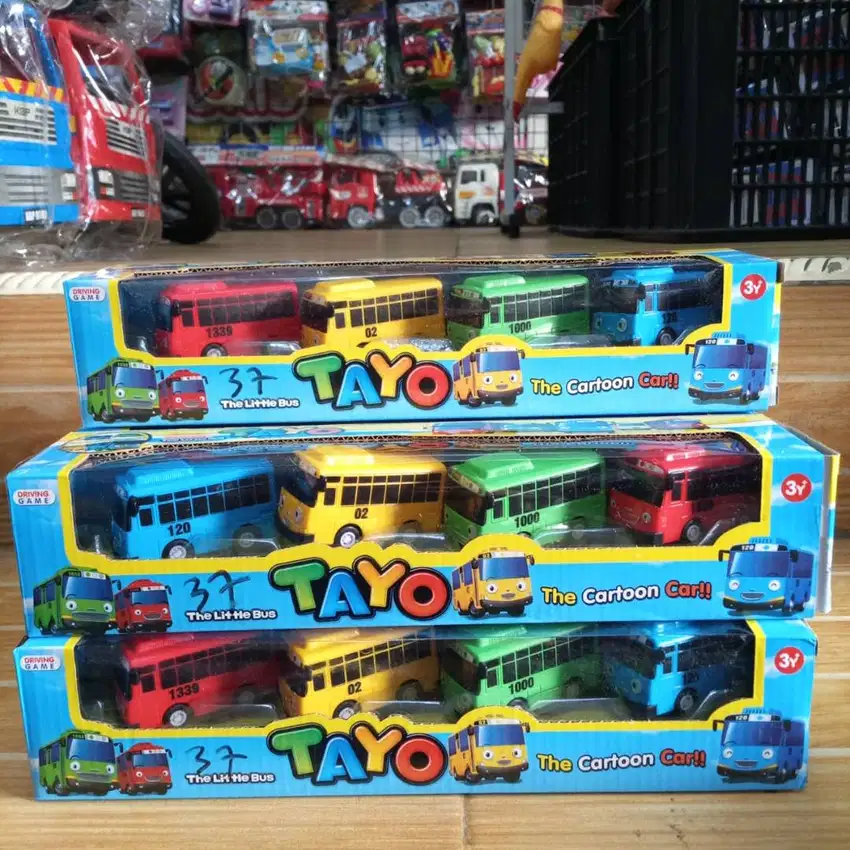 DRIVING
GAME
1339
02
1000
3Y
37
TAYO
The Little Bus
The Cartoon Car!!
120
DRIVING
GAME
120
02
1000
3Y+
37
TAYO
The Little Bus
The Cartoon Car!!
120
DRIVING
GAME
1339
02
1000
3Y
37
TAYO
The Little Bus
The Cartoon Car!!
120